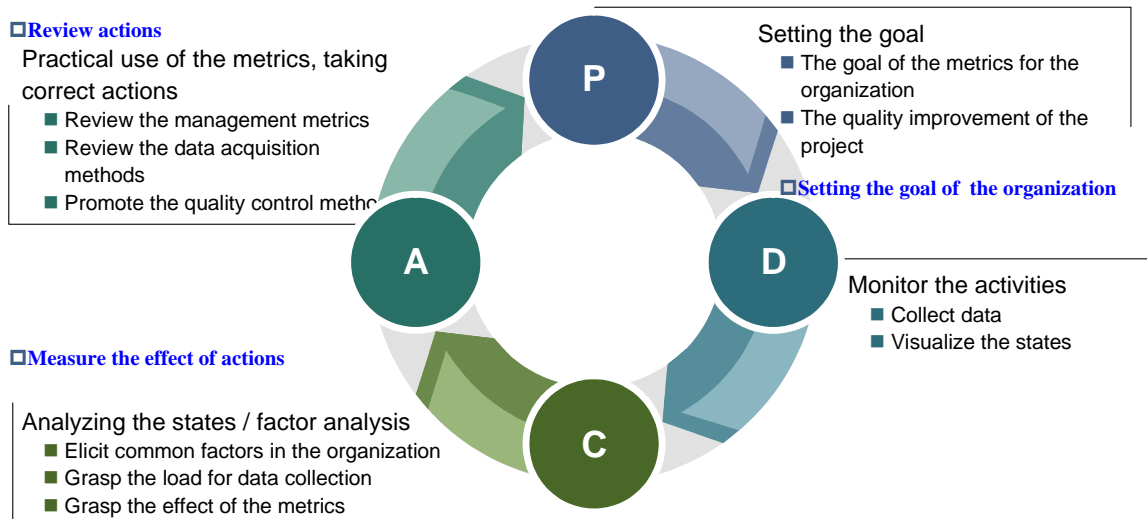 Review actions
Practical use of the metrics, taking
correct actions
Review the management metrics
Review the data acquisition
methods
Promote the quality control metho
P
Setting the goal
The goal of the metrics for the
organization
The quality improvement of the
project
Setting the goal of the organization
A
D
Monitor the activities
Collect data
Visualize the states
Measure the effect of actions
Analyzing the states / factor analysis
Elicit common factors in the organization
Grasp the load for data collection
Grasp the effect of the metrics
C